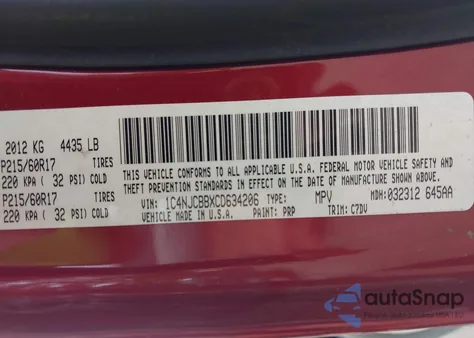 2012 KG 4435 LB
P215/60R17 TIRES
220 KPA ( 32 PSI) COLD
P215/60R17 TIRES
220 KPA ( 32 PSI) COLD
THIS VEHICLE CONFORMS TO ALL APPLICABLE U.S.A. FEDERAL MOTOR VEHICLE SAFETY AND
THEFT PREVENTION STANDARDS IN EFFECT ON THE DATE OF MANUFACTURE SHOWN ABOVE.
VIN: 1C4NJCBBXCD634206 TYPE: MPV MDH: 032312 645AA
VEHICLE MADE IN U.S.A. PAINT: PRP TRIM: C7DV
autoSnap